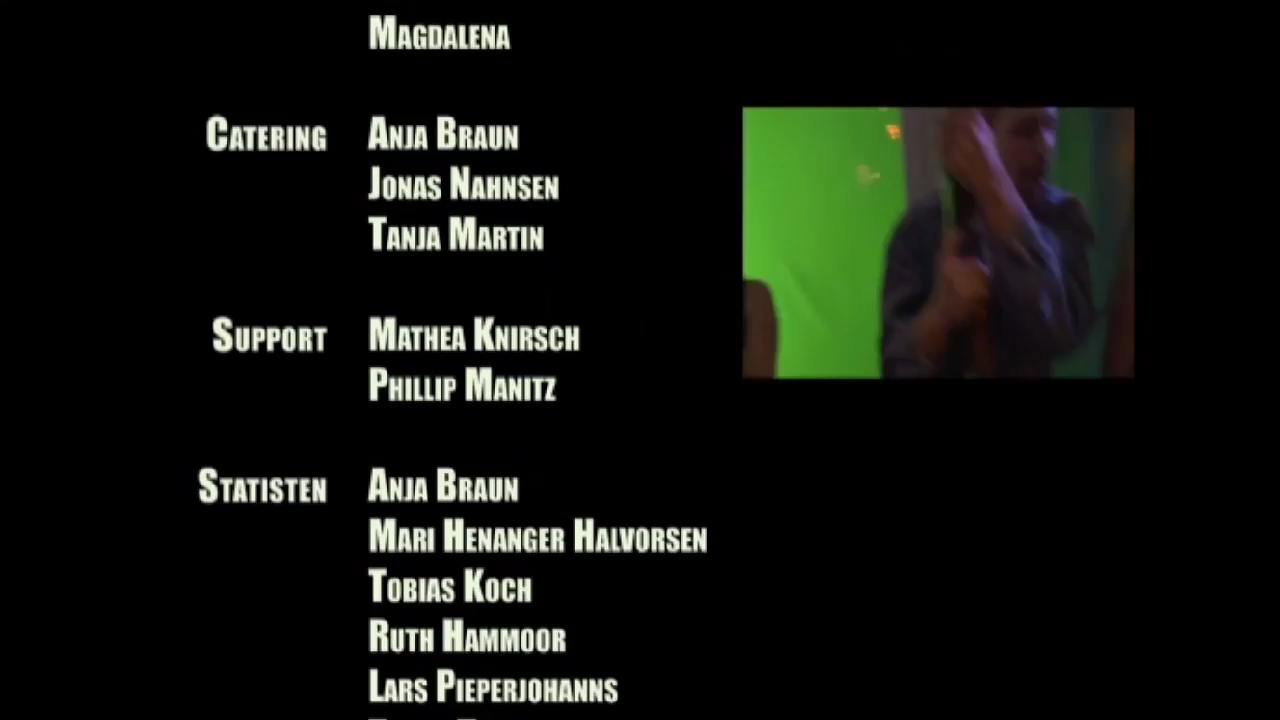 Magdalena
Catering Anja Braun
Jonas Nahnsen
Tanja Martin
Support Mathea Knirsch
Phillip Manitz
Statisten Anja Braun
Mari Henanger Halvorsen
Tobias Koch
Ruth Hammoor
Lars Pieperjohanns